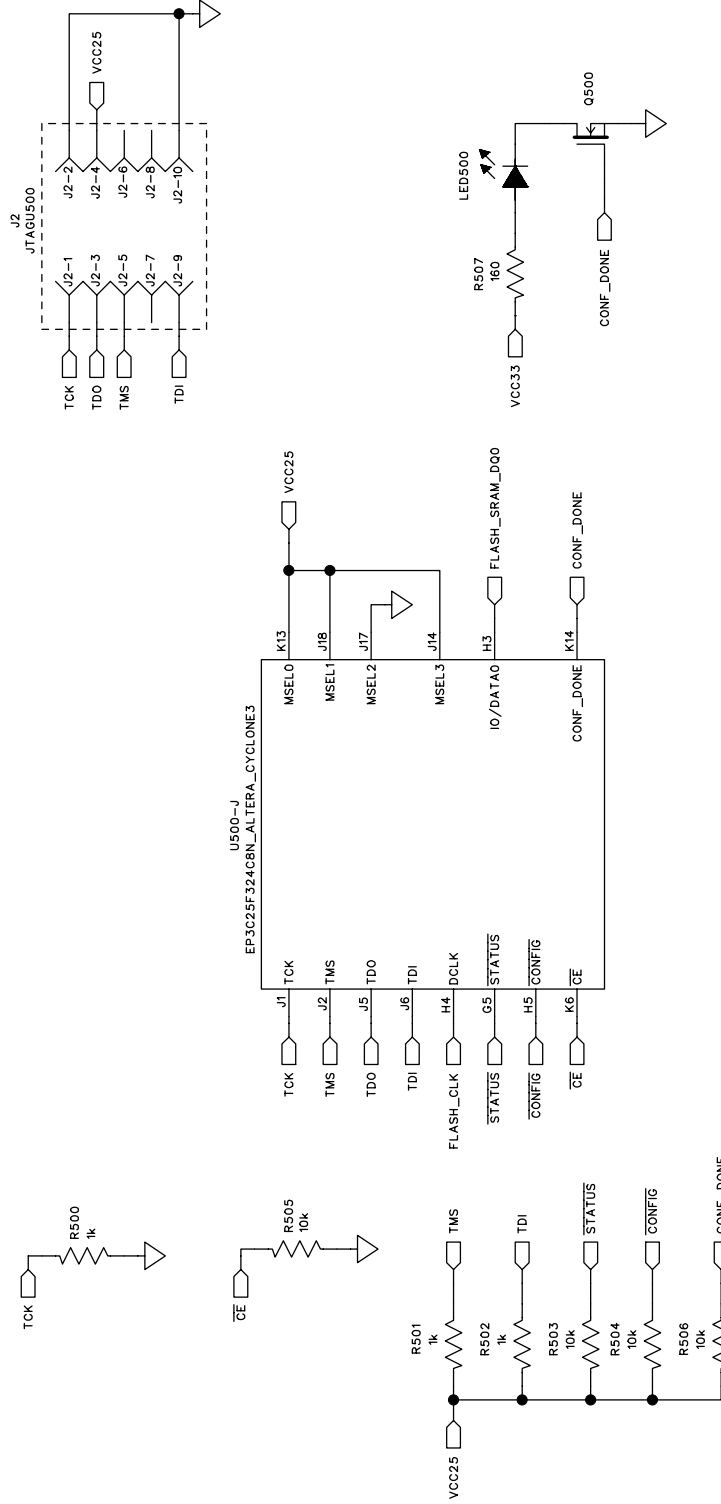 J2
JTAGU500
TCK
J2-1
J2-2
TDO
J2-3
J2-4
VCC25
TMS
J2-5
J2-6
J2-7
J2-8
TDI
J2-9
J2-10
VCC33
R507
160
LED500
Q500
CONF_DONE
U500-J
EP3C25F324C8N_ALTERA_CYCLONE3
TCK
J1
TCK
MSEL0
K13
VCC25
TMS
J2
TMS
MSEL1
J18
TDO
J5
TDO
MSEL2
J17
TDI
J6
TDI
FLASH_CLK
H4
DCLK
MSEL3
J14
STATUS
G5
STATUS
IO/DATA0
H3
FLASH_SRAM_DQ0
CONFIG
H5
CONFIG
CE
K6
CE
CONF_DONE
K14
CONF_DONE
TCK
R500
1k
CE
R505
10k
VCC25
R501
1k
TMS
R502
1k
TDI
R503
10k
STATUS
R504
10k
CONFIG
R506
10k
CONF_DONE